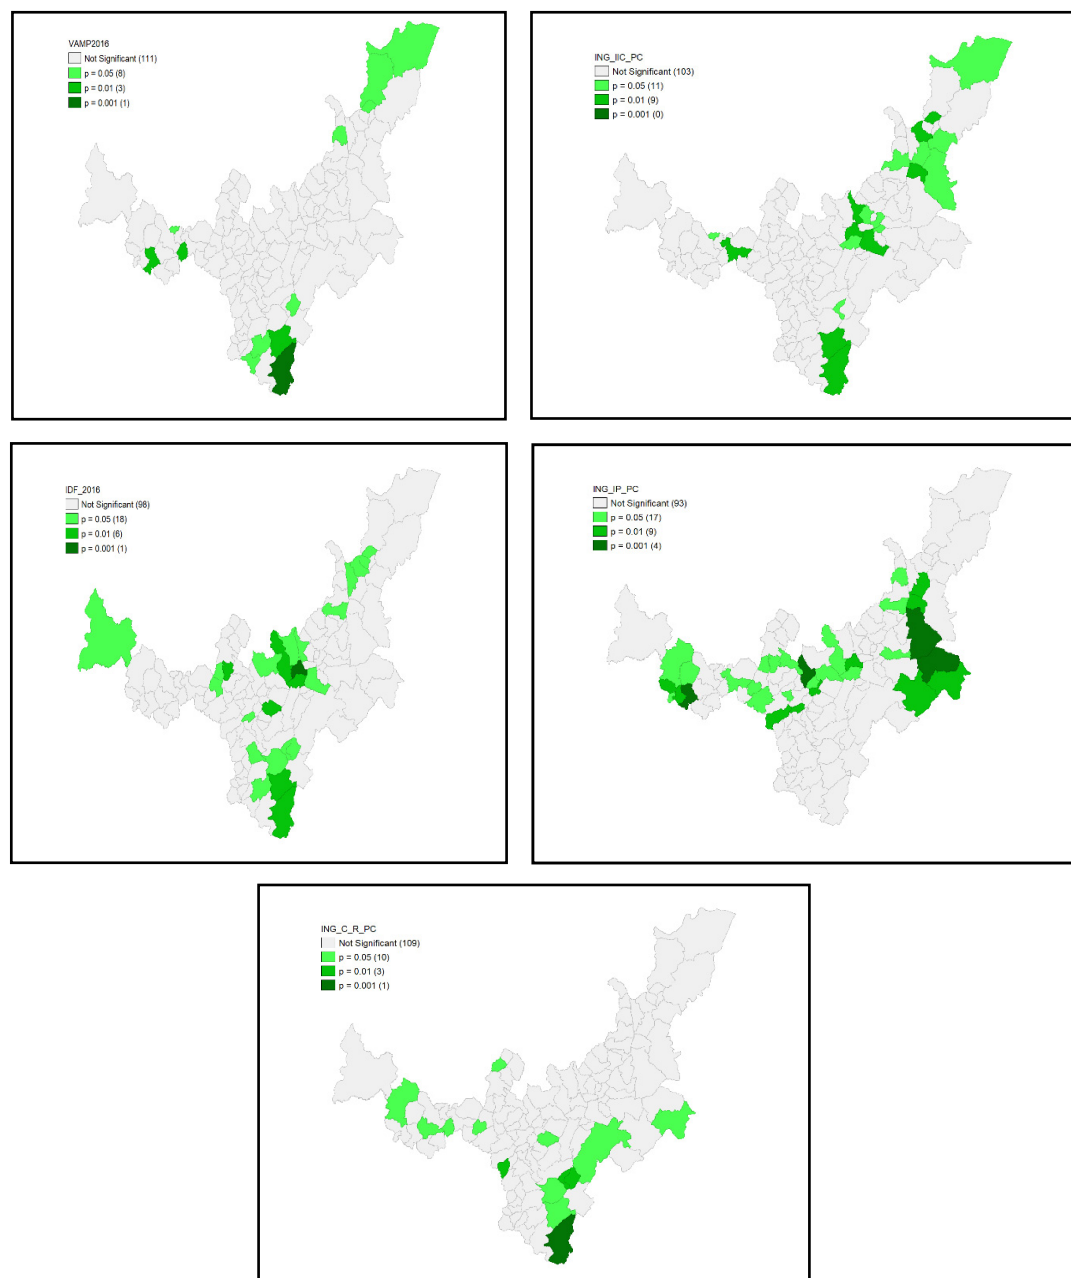 VAMP2016
Not Significant (111)
p = 0.05 (8)
p = 0.01 (3)
p = 0.001 (1)
ING_IIC_PC
Not Significant (103)
p = 0.05 (11)
p = 0.01 (9)
p = 0.001 (0)
IDF_2016
Not Significant (98)
p = 0.05 (18)
p = 0.01 (6)
p = 0.001 (1)
ING_IP_PC
Not Significant (93)
p = 0.05 (17)
p = 0.01 (9)
p = 0.001 (4)
ING_C_R_PC
Not Significant (109)
p = 0.05 (10)
p = 0.01 (3)
p = 0.001 (1)